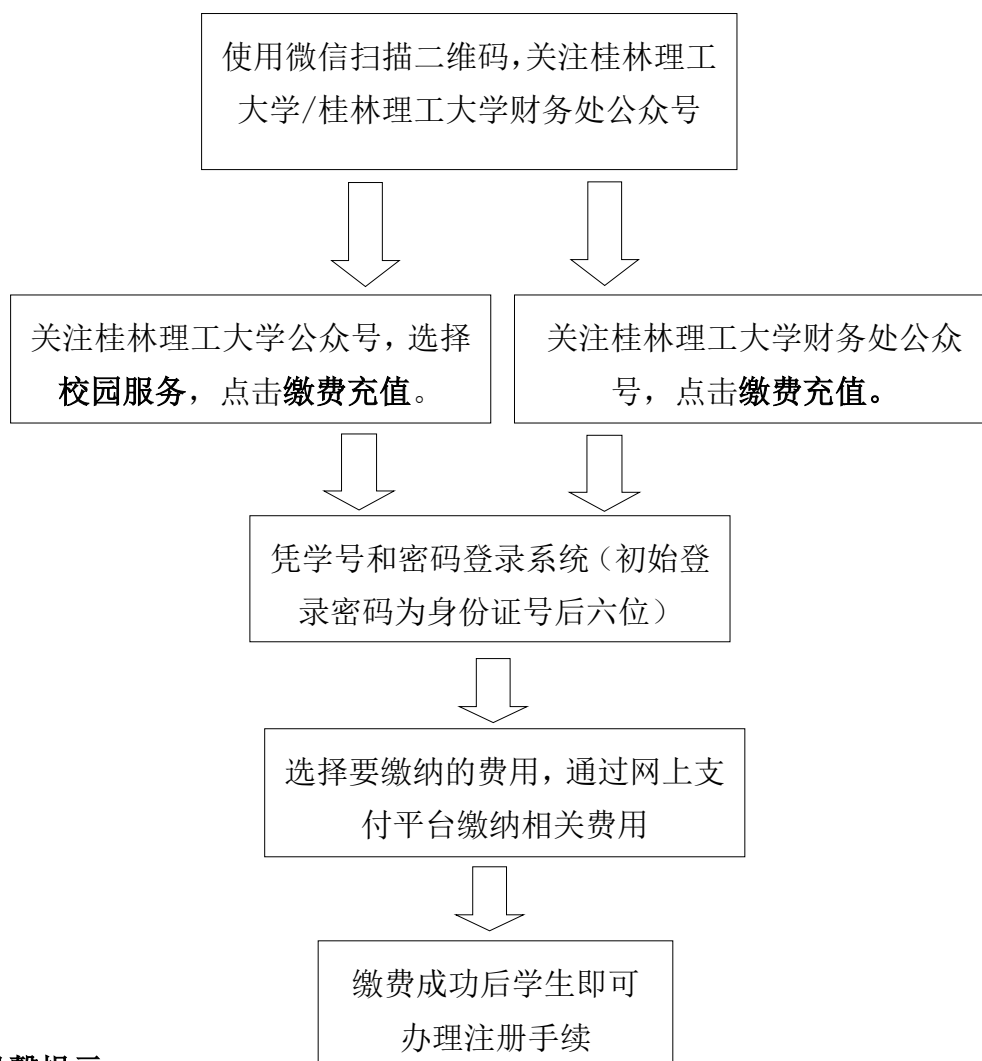 使用微信扫描二维码,关注桂林理工
大学/桂林理工大学财务处公众号
关注桂林理工大学公众号,选择
校园服务，点击缴费充值。
关注桂林理工大学财务处公众
号，点击缴费充值。
凭学号和密码登录系统（初始登
录密码为身份证号后六位）
选择要缴纳的费用,通过网上支
付平台缴纳相关费用
缴费成功后学生即可
办理注册手续